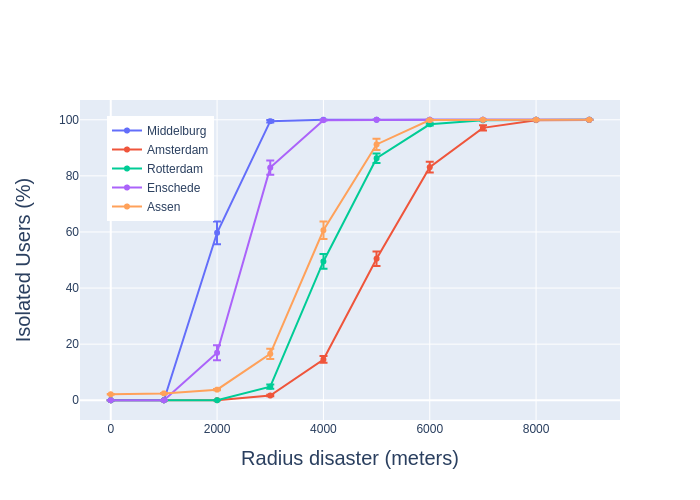 100
80
60
40
20
0
Isolated Users (%)
Middelburg
Amsterdam
Rotterdam
Enschede
Assen
0 2000 4000 6000 8000
Radius disaster (meters)